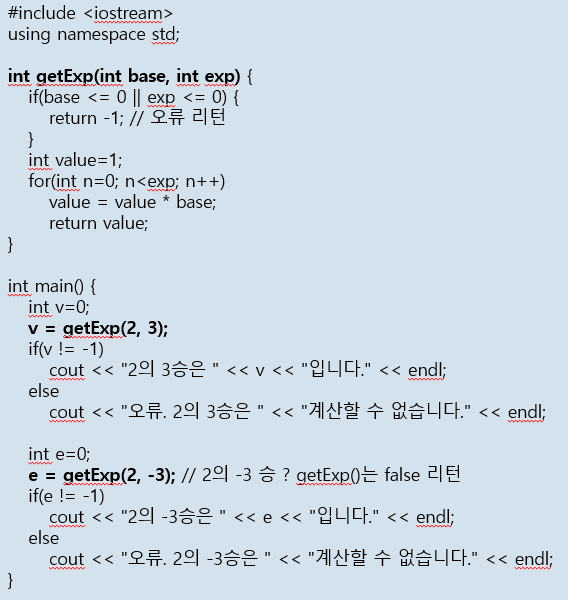 #include <iostream>
using namespace std;
int getExp(int base, int exp) {
if(base <= 0 || exp <= 0) {
return -1; // 오류 리턴
}
int value=1;
for(int n=0; n<exp; n++)
value = value * base;
return value;
}
int main() {
int v=0;
v = getExp(2, 3);
if(v != -1)
cout << "2의 3승은 " << v << "입니다." << endl;
else
cout << "오류. 2의 3승은 " << "계산할 수 없습니다." << endl;
int e=0;
e = getExp(2, -3); // 2의 -3 승 ? getExp()는 false 리턴
if(e != -1)
cout << "2의 -3승은 " << e << "입니다." << endl;
else
cout << "오류. 2의 -3승은 " << "계산할 수 없습니다." << endl;
}